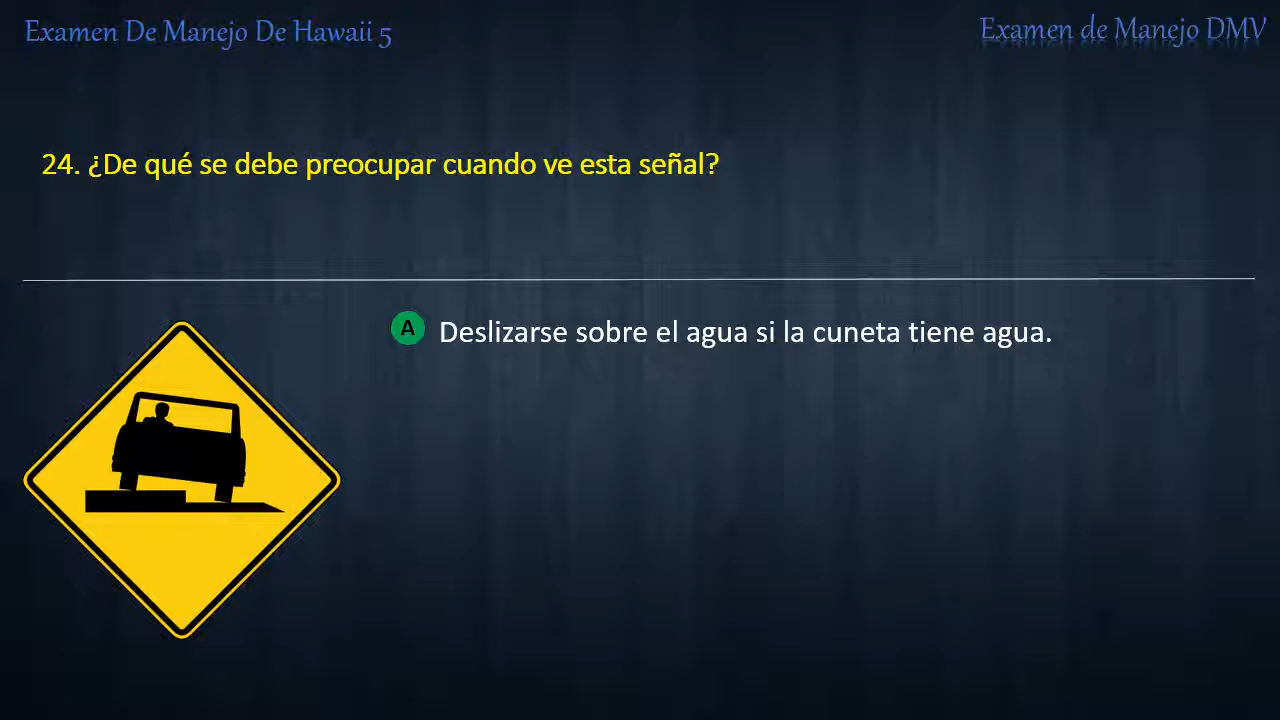 Examen De Manejo De Hawaii 5
Examen de Manejo DMV
24. ¿De qué se debe preocupar cuando ve esta señal?
A Deslizarse sobre el agua si la cuneta tiene agua.